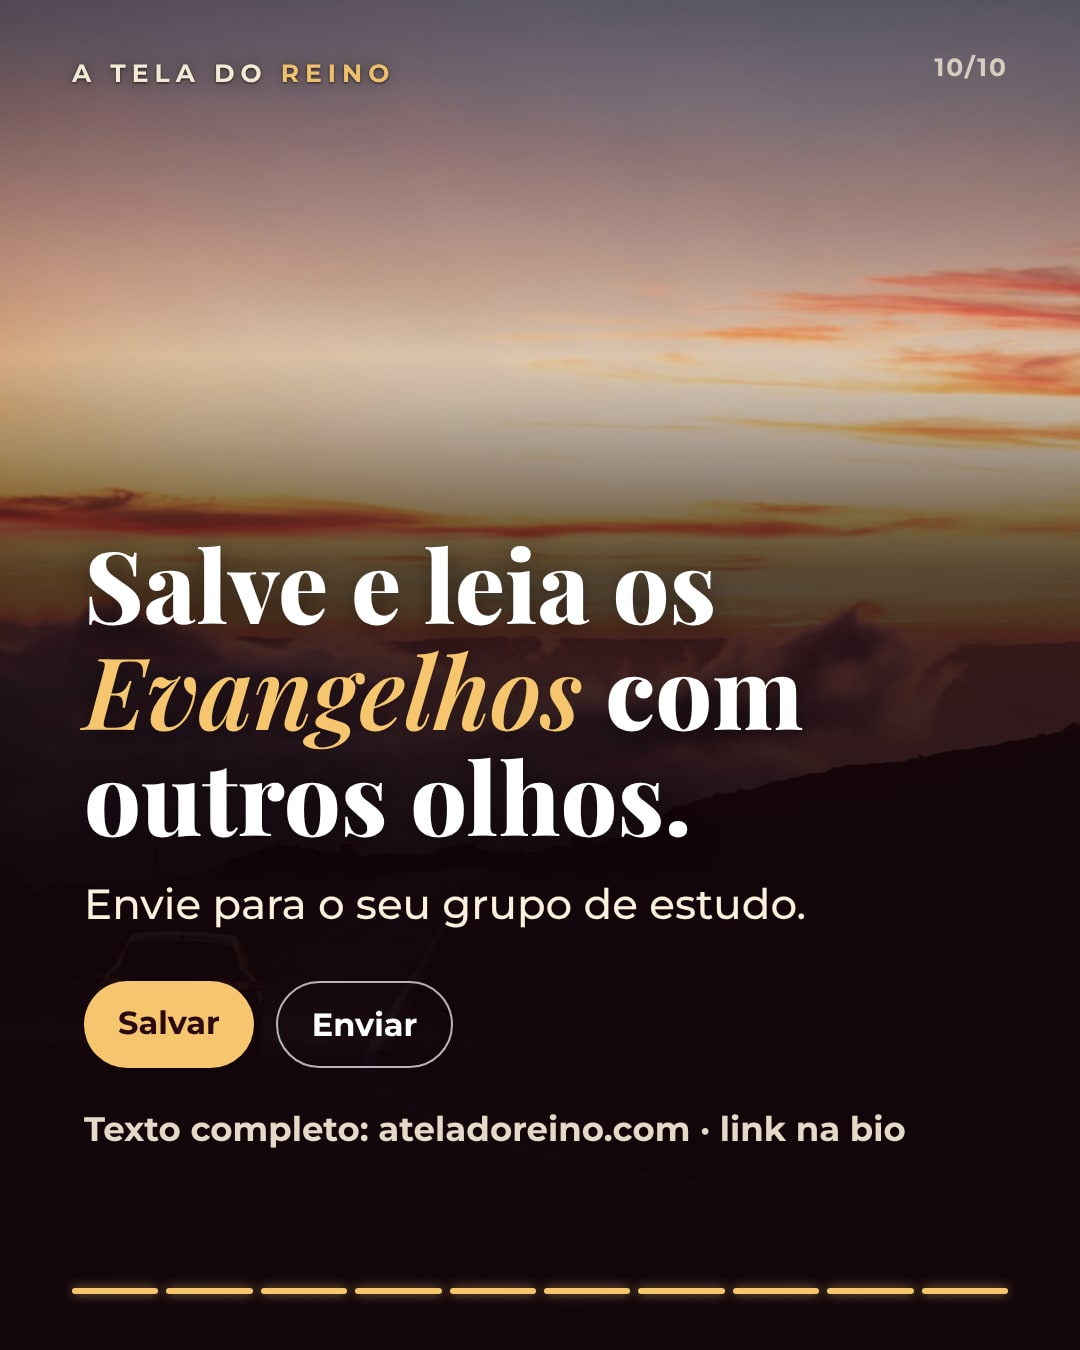 A TELA DO REINO
10/10
Salve e leia os
Evangelhos com
outros olhos.
Envie para o seu grupo de estudo.
Salvar
Enviar
Texto completo: ateladoreino.com · link na bio